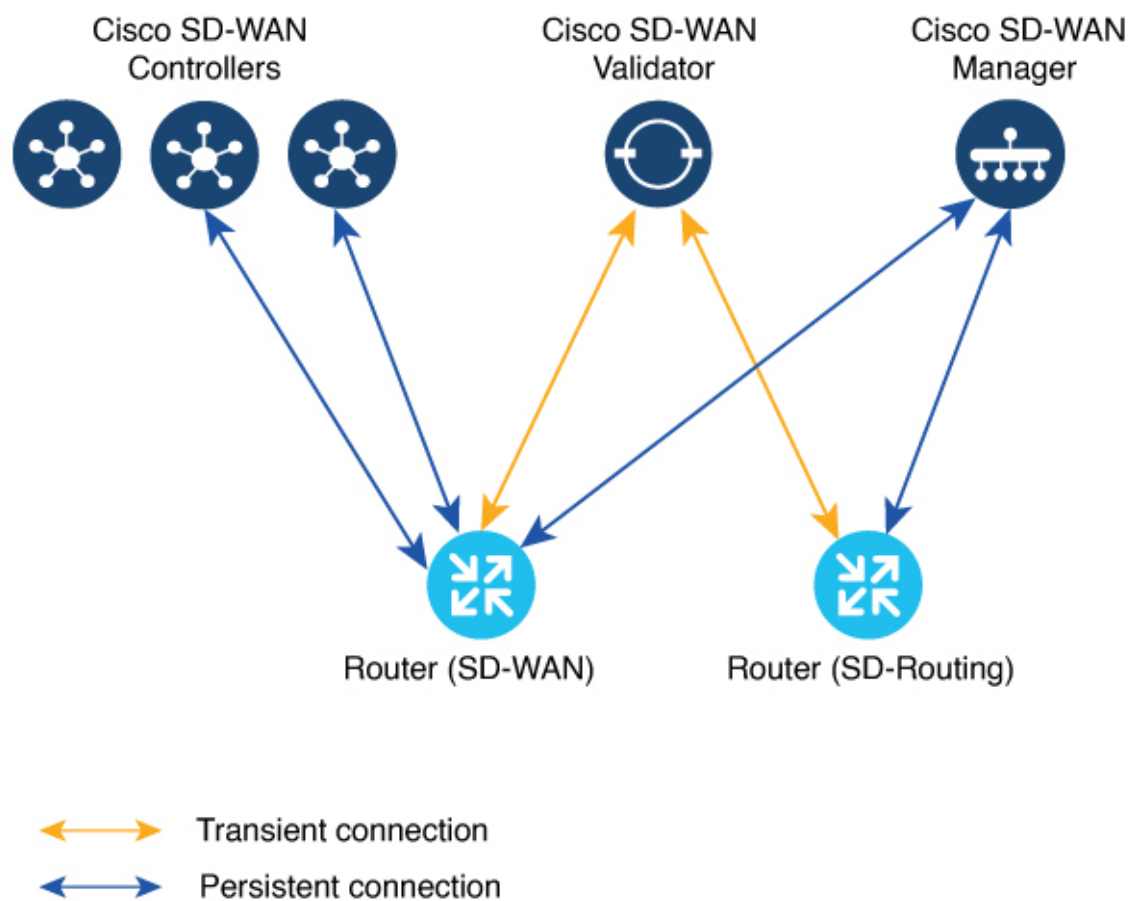 Cisco SD-WAN
Controllers
Cisco SD-WAN
Validator
Cisco SD-WAN
Manager
Router (SD-WAN)
Router (SD-Routing)
Transient connection
Persistent connection